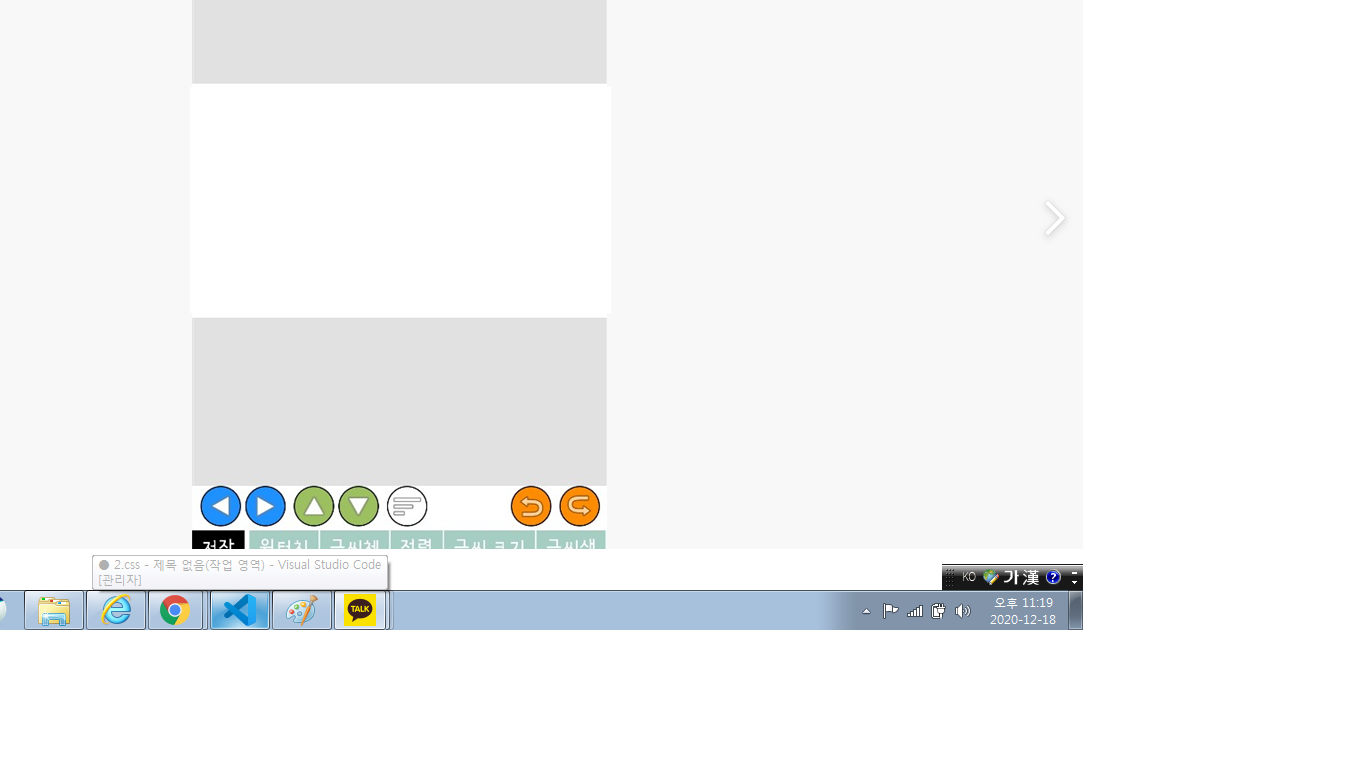 저장 원터치 글씨체 정렬 글씨 크기 글씨색
● 2.css - 제목 없음(작업 영역) - Visual Studio Code
[관리자]
KO 가 漢 ?
TALK
오후 11:19
2020-12-18